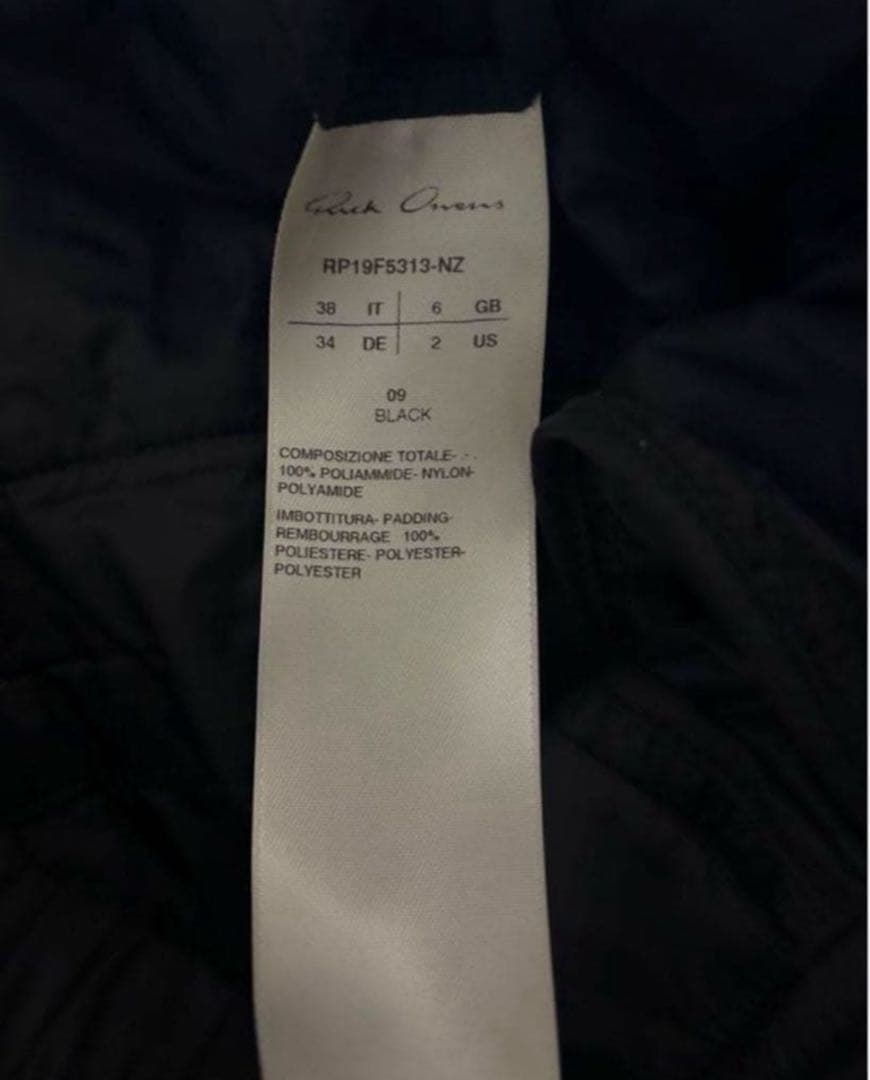 Rick Owens
RP19F5313-NZ
38 IT 6 GB
34 DE 2 US
09
BLACK
COMPOSIZIONE TOTALE- - .
100% POLIAMMIDE- NYLON-
POLYAMIDE
IMBOTTITURA- PADDING-
REMBOURRAGE 100%
POLIESTERE- POLYESTER-
POLYESTER